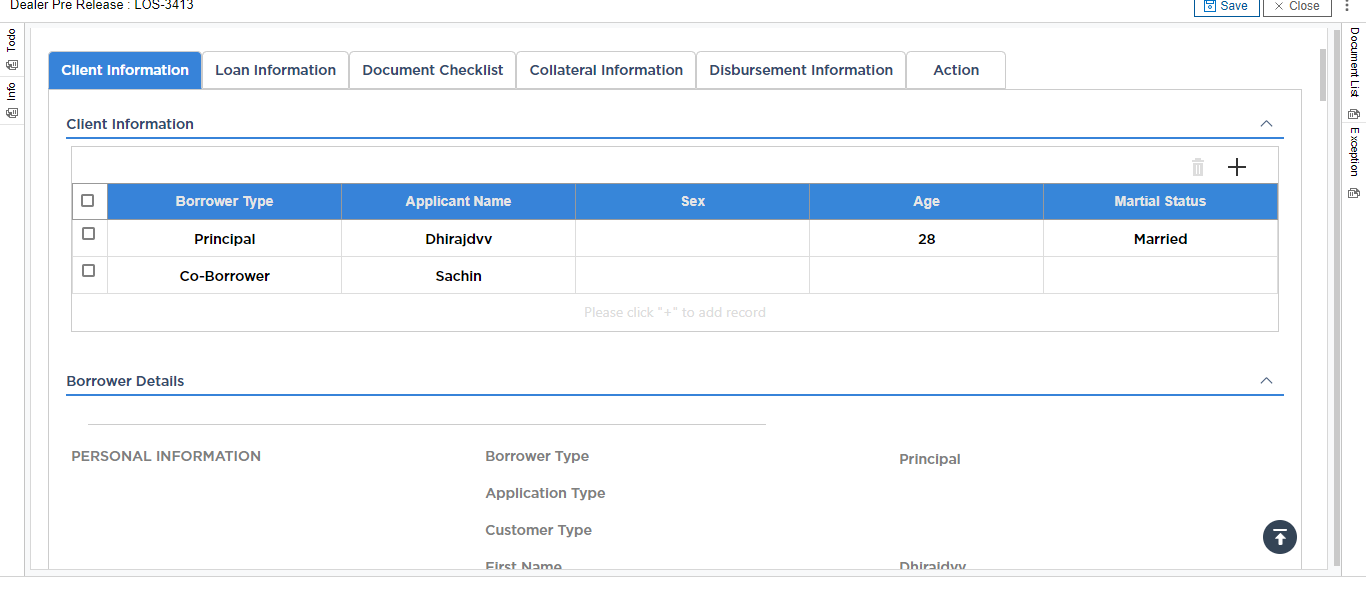 Dealer Pre Release : LOS-3413
Save
Close
Todo
Info
Document List
Exception
Client Information
Loan Information
Document Checklist
Collateral Information
Disbursement Information
Action
Client Information
Borrower Type
Applicant Name
Sex
Age
Martial Status
Principal
Dhirajdvv
28
Married
Co-Borrower
Sachin
Please click "+" to add record
Borrower Details
PERSONAL INFORMATION
Borrower Type
Principal
Application Type
Customer Type
First Name
Dhirajdvv